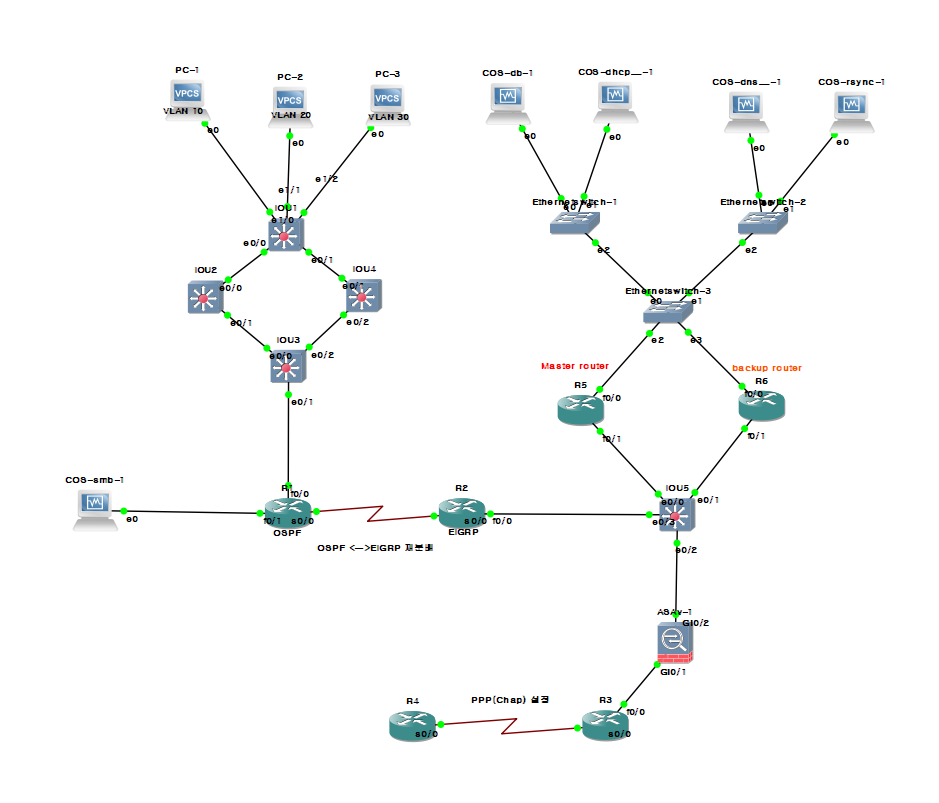 PC-1
PC-2
PC-3
COS-db-1
COS-dhcp__-1
COS-dns__-1
COS-rsync-1
VPCS
VPCS
VPCS
VLAN 10
VLAN 20
VLAN 30
e0
e0
e0
e0
e0
e0
e0
e1/2
e1/1
IOU1
e1/0
e0/0
e0/1
Ethernetswitch-1
e0
e1
e2
Ethernetswitch-2
e0
e1
e2
IOU2
e0/0
e0/1
IOU4
e0/1
e0/2
Ethernetswitch-3
e0
e1
e2
e3
IOU3
e0/0
e0/2
e0/1
Master router
backup router
R5
f0/0
f0/1
R6
f0/0
f0/1
COS-smb-1
e0
R1
f0/0
f0/1
s0/0
OSPF
R2
s0/0
f0/0
EIGRP
IOU5
e0/0
e0/1
e0/3
e0/2
OSPF <-->EIGRP 재분배
ASAv-1
Gi0/2
Gi0/1
R4
s0/0
PPP(Chap) 설정
R3
f0/0
s0/0